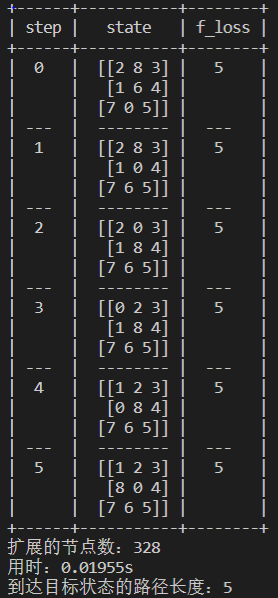 +------+-----------+--------+
| step |   state   | f_loss |
+------+-----------+--------+
|  0   | [[2 8 3]  |   5    |
|      |  [1 6 4]  |        |
|      |  [7 0 5]] |        |
| ---  | --------  |  ---   |
|  1   | [[2 8 3]  |   5    |
|      |  [1 0 4]  |        |
|      |  [7 6 5]] |        |
| ---  | --------  |  ---   |
|  2   | [[2 0 3]  |   5    |
|      |  [1 8 4]  |        |
|      |  [7 6 5]] |        |
| ---  | --------  |  ---   |
|  3   | [[0 2 3]  |   5    |
|      |  [1 8 4]  |        |
|      |  [7 6 5]] |        |
| ---  | --------  |  ---   |
|  4   | [[1 2 3]  |   5    |
|      |  [0 8 4]  |        |
|      |  [7 6 5]] |        |
| ---  | --------  |  ---   |
|  5   | [[1 2 3]  |   5    |
|      |  [8 0 4]  |        |
|      |  [7 6 5]] |        |
+------+-----------+--------+
扩展的节点数：328
用时：0.01955s
到达目标状态的路径长度：5